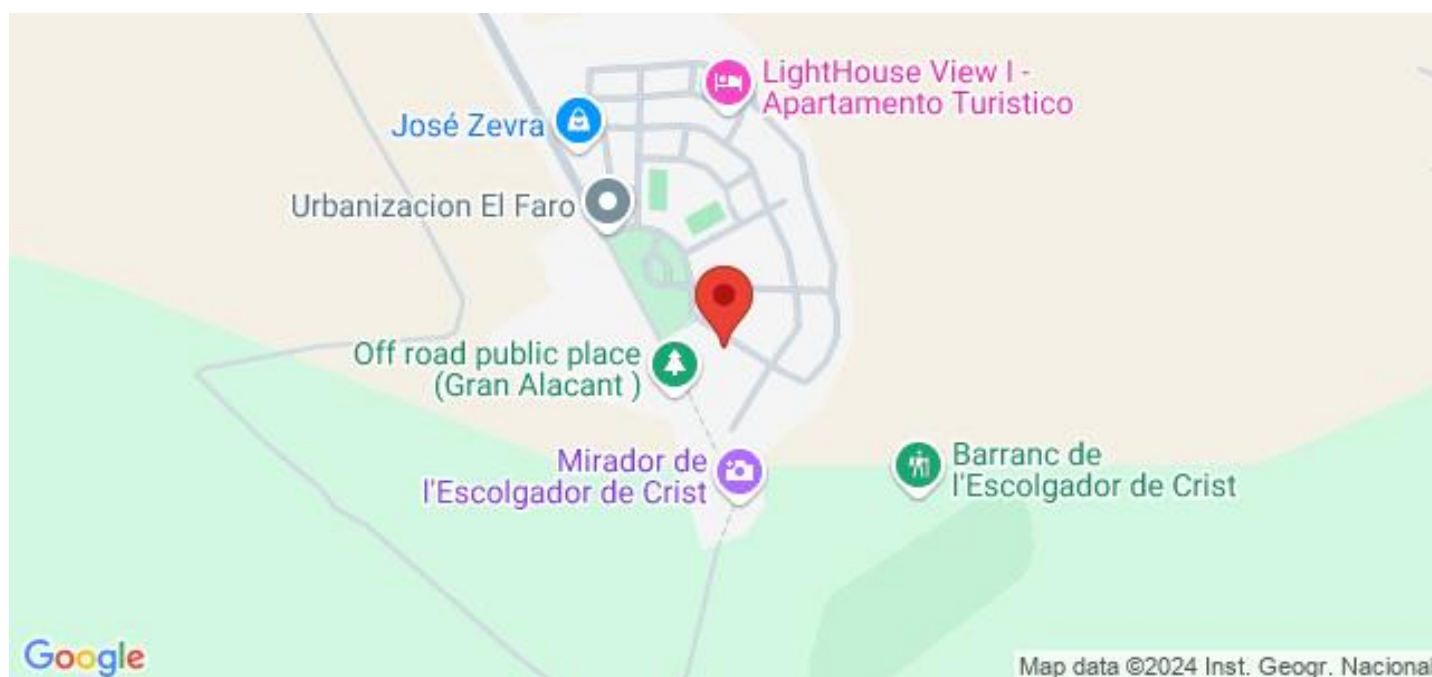 LightHouse View I -
Apartamento Turistico
José Zevra
Urbanizacion El Faro
Off road public place
(Gran Alacant )
Mirador de
l'Escolgador de Crist
Barranc de
l'Escolgador de Crist
Google
Map data ©2024 Inst. Geogr. Nacional